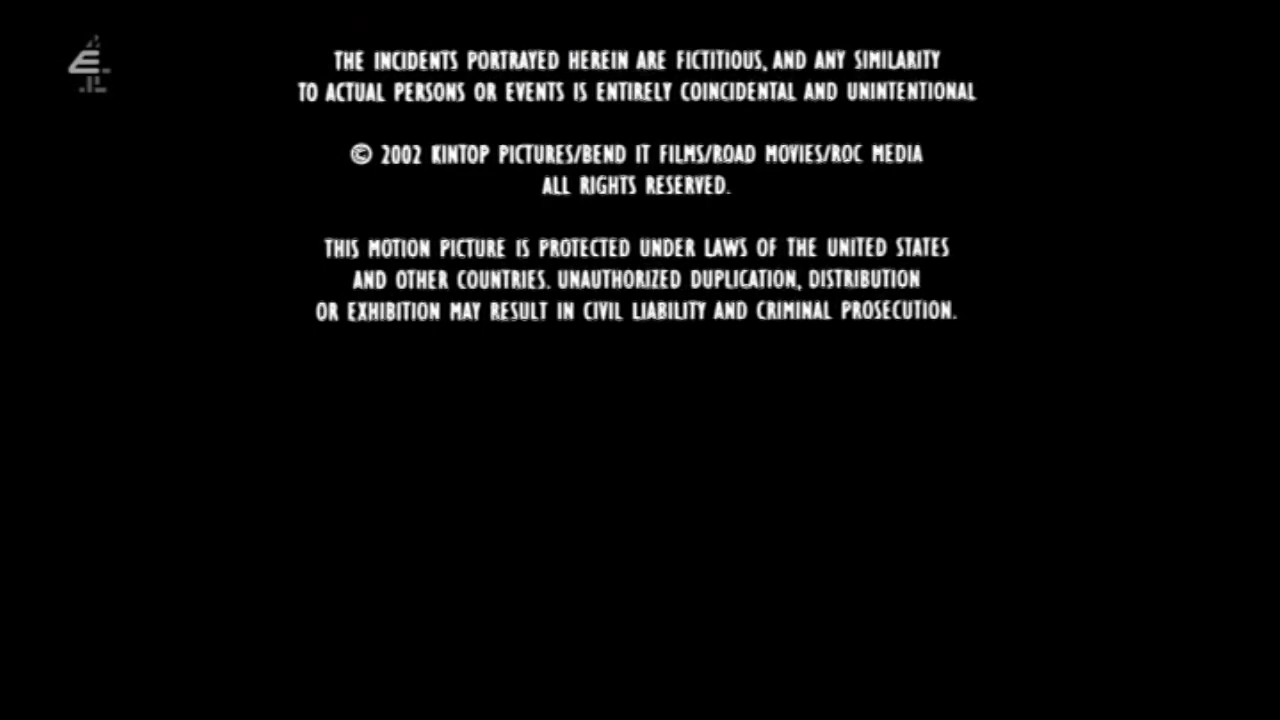 THE INCIDENTS PORTRAYED HEREIN ARE FICTITIOUS, AND ANY SIMILARITY
TO ACTUAL PERSONS OR EVENTS IS ENTIRELY COINCIDENTAL AND UNINTENTIONAL
© 2002 KINTOP PICTURES/BEND IT FILMS/ROAD MOVIES/ROC MEDIA
ALL RIGHTS RESERVED.
THIS MOTION PICTURE IS PROTECTED UNDER LAWS OF THE UNITED STATES
AND OTHER COUNTRIES. UNAUTHORIZED DUPLICATION, DISTRIBUTION
OR EXHIBITION MAY RESULT IN CIVIL LIABILITY AND CRIMINAL PROSECUTION.